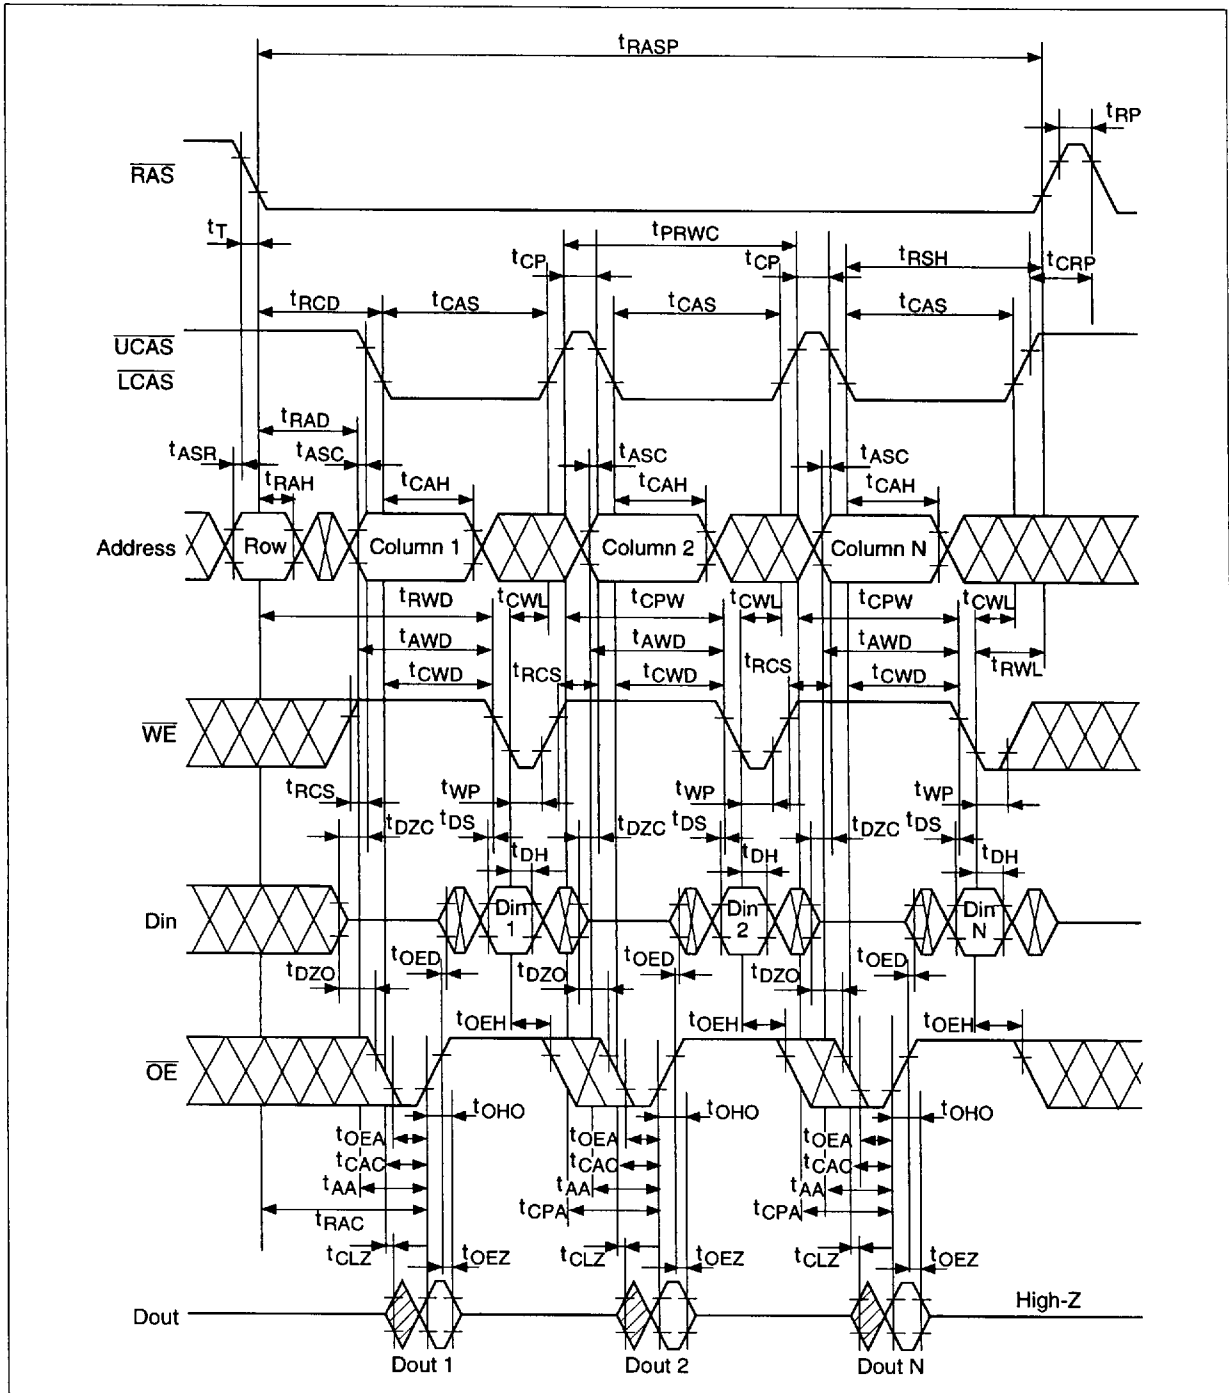 tRASP
tRP
RAS
tT
tPRWC
tCP
tCP
tRSH
tCRP
tRCD
tCAS
tCAS
tCAS
UCAS
LCAS
tRAD
tASR
tASC
tASC
tASC
tRAH
tCAH
tCAH
tCAH
Address
Row
Column 1
Column 2
Column N
tRWD
tCWL
tCPW
tCWL
tCPW
tCWL
tAWD
tAWD
tAWD
tRCS
tRCS
tRWL
tCWD
tCWD
tCWD
WE
tRCS
tWP
tWP
tWP
tDZC
tDS
tDZC
tDS
tDZC
tDS
tDH
tDH
tDH
Din
Din 1
Din 2
Din N
tDZO
tOED
tDZO
tOED
tDZO
tOED
tOEH
tOEH
tOEH
OE
tOHO
tOHO
tOHO
tOEA
tOEA
tOEA
tCAC
tCAC
tCAC
tAA
tAA
tAA
tRAC
tCPA
tCPA
tCLZ
tOEZ
tCLZ
tOEZ
tCLZ
tOEZ
Dout
High-Z
Dout 1
Dout 2
Dout N